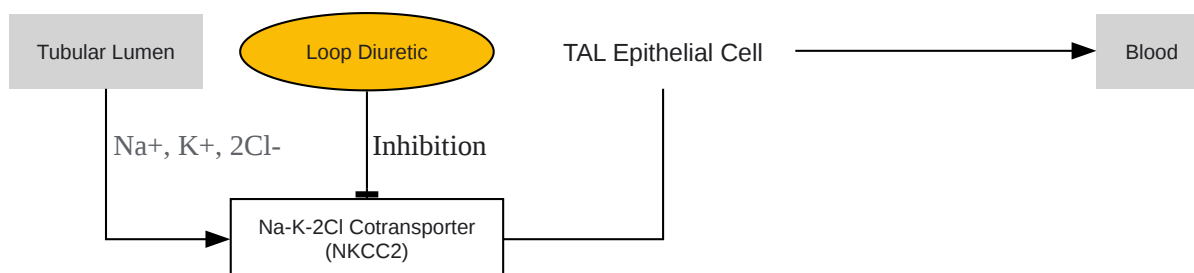 Tubular Lumen
Loop Diuretic
TAL Epithelial Cell
Blood
Na+, K+, 2Cl-
Inhibition
Na-K-2Cl Cotransporter
(NKCC2)